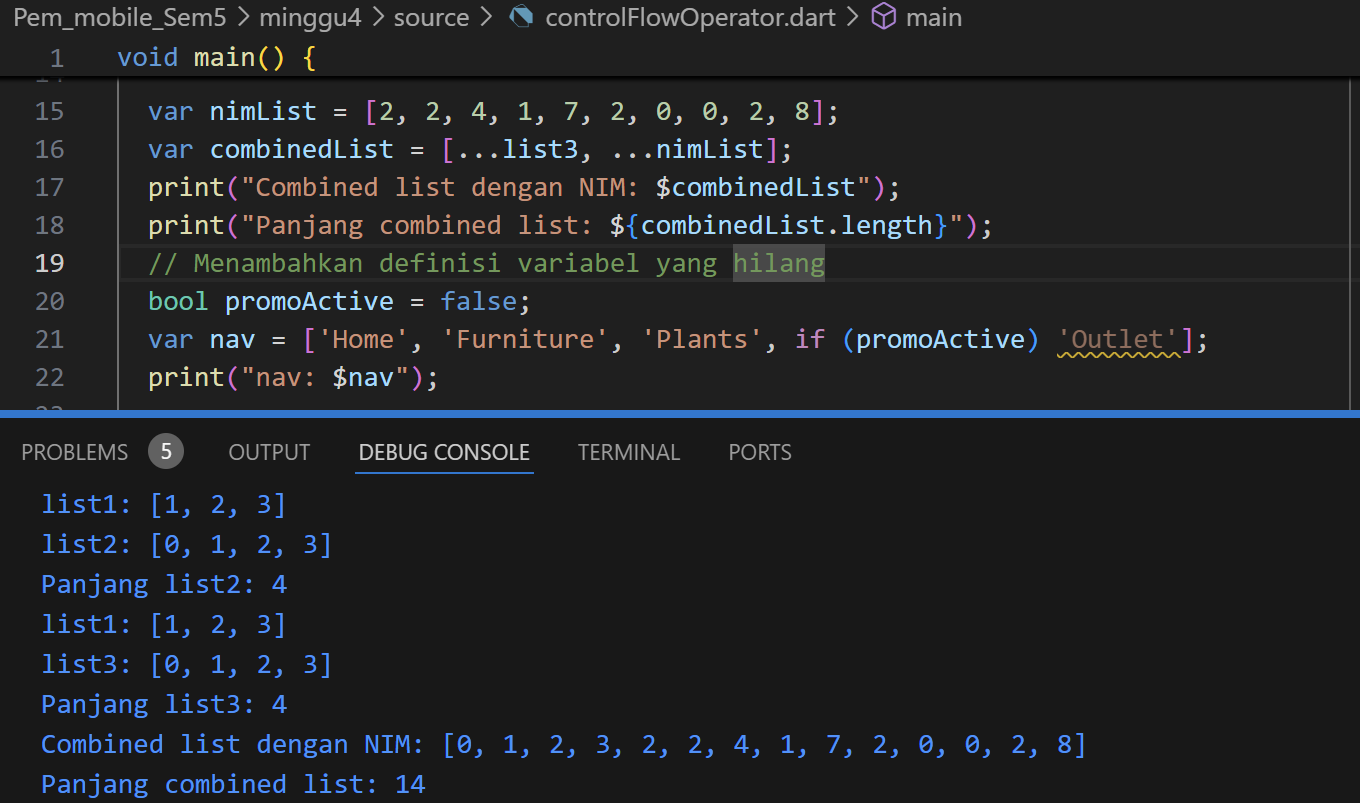 Pem_mobile_Sem5 > minggu4 > source > controlFlowOperator.dart > main
1 void main() {
15 var nimList = [2, 2, 4, 1, 7, 2, 0, 0, 2, 8];
16 var combinedList = [...list3, ...nimList];
17 print("Combined list dengan NIM: $combinedList");
18 print("Panjang combined list: ${combinedList.length}");
19 // Menambahkan definisi variabel yang hilang
20 bool promoActive = false;
21 var nav = ['Home', 'Furniture', 'Plants', if (promoActive) 'Outlet'];
22 print("nav: $nav");
PROBLEMS 5 OUTPUT DEBUG CONSOLE TERMINAL PORTS
list1: [1, 2, 3]
list2: [0, 1, 2, 3]
Panjang list2: 4
list1: [1, 2, 3]
list3: [0, 1, 2, 3]
Panjang list3: 4
Combined list dengan NIM: [0, 1, 2, 3, 2, 2, 4, 1, 7, 2, 0, 0, 2, 8]
Panjang combined list: 14